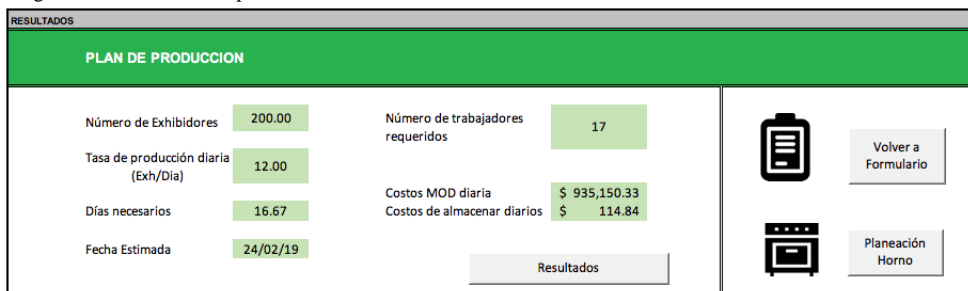 RESULTADOS
PLAN DE PRODUCCION
Número de Exhibidores 200.00
Tasa de producción diaria
(Exh/Dia) 12.00
Días necesarios 16.67
Fecha Estimada 24/02/19
Número de trabajadores
requeridos 17
Costos MOD diaria $ 935,150.33
Costos de almacenar diarios $ 114.84
Resultados
Volver a
Formulario
Planeación
Horno